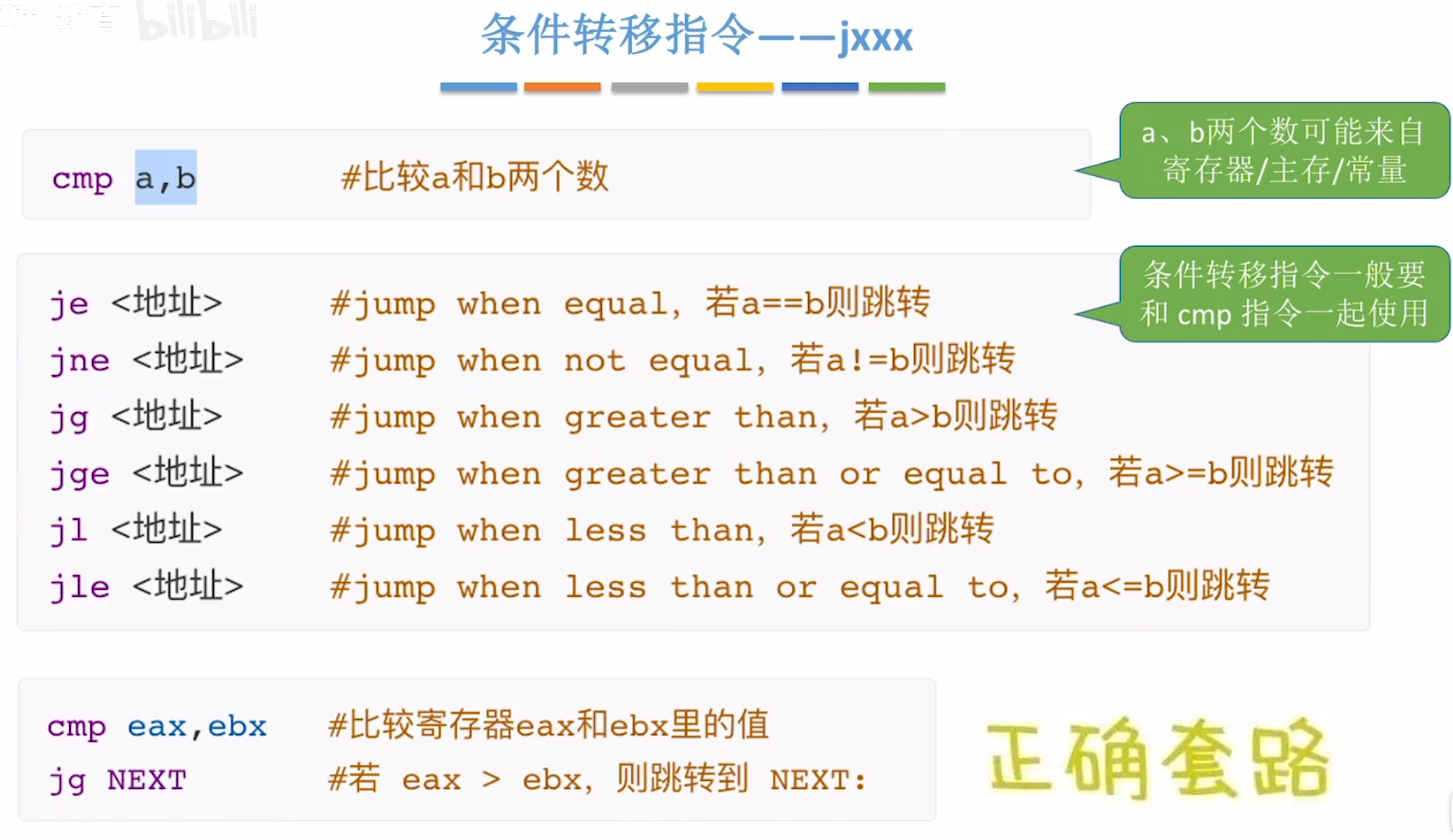 bilibili
条件转移指令——jxxx
cmp a,b #比较a和b两个数
a、b两个数可能来自
寄存器/主存/常量
je <地址> #jump when equal, 若a==b则跳转
jne <地址> #jump when not equal, 若a!=b则跳转
jg <地址> #jump when greater than, 若a>b则跳转
jge <地址> #jump when greater than or equal to, 若a>=b则跳转
jl <地址> #jump when less than, 若a<b则跳转
jle <地址> #jump when less than or equal to, 若a<=b则跳转
条件转移指令一般要
和 cmp 指令一起使用
cmp eax,ebx #比较寄存器eax和ebx里的值
jg NEXT #若 eax > ebx, 则跳转到 NEXT:
正确套路